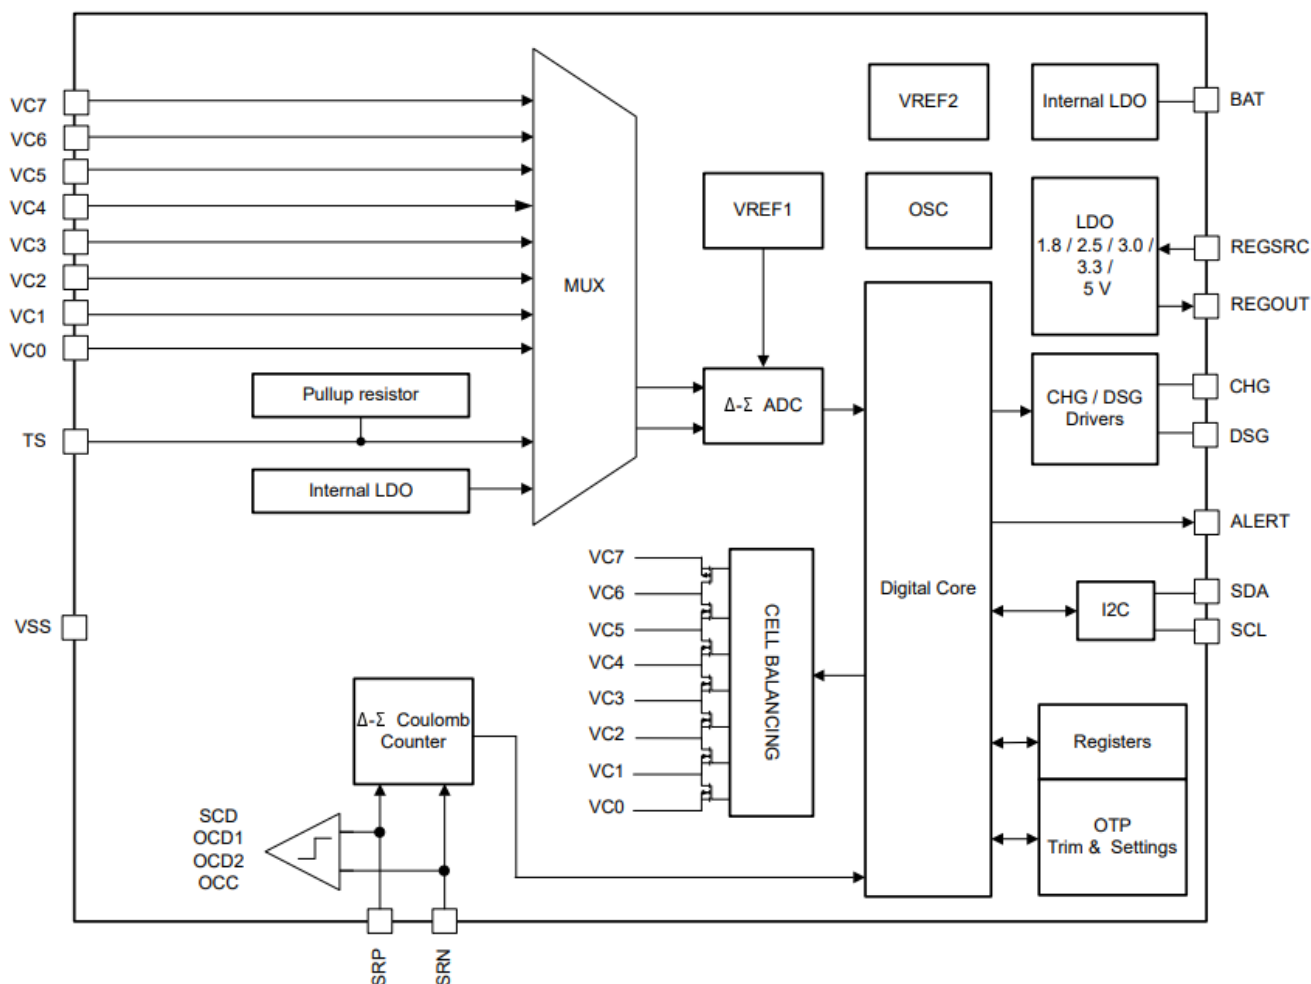 VC7
VC6
VC5
VC4
VC3
VC2
VC1
VC0
TS
VSS
Pullup resistor
Internal LDO
MUX
VREF1
Δ-Σ ADC
VREF2
OSC
Internal LDO
LDO
1.8 / 2.5 / 3.0 /
3.3 /
5 V
CHG / DSG
Drivers
BAT
REGSRC
REGOUT
CHG
DSG
ALERT
SDA
SCL
Digital Core
I2C
Registers
OTP
Trim & Settings
VC7
VC6
VC5
VC4
VC3
VC2
VC1
VC0
CELL BALANCING
Δ-Σ Coulomb
Counter
SCD
OCD1
OCD2
OCC
SRP
SRN